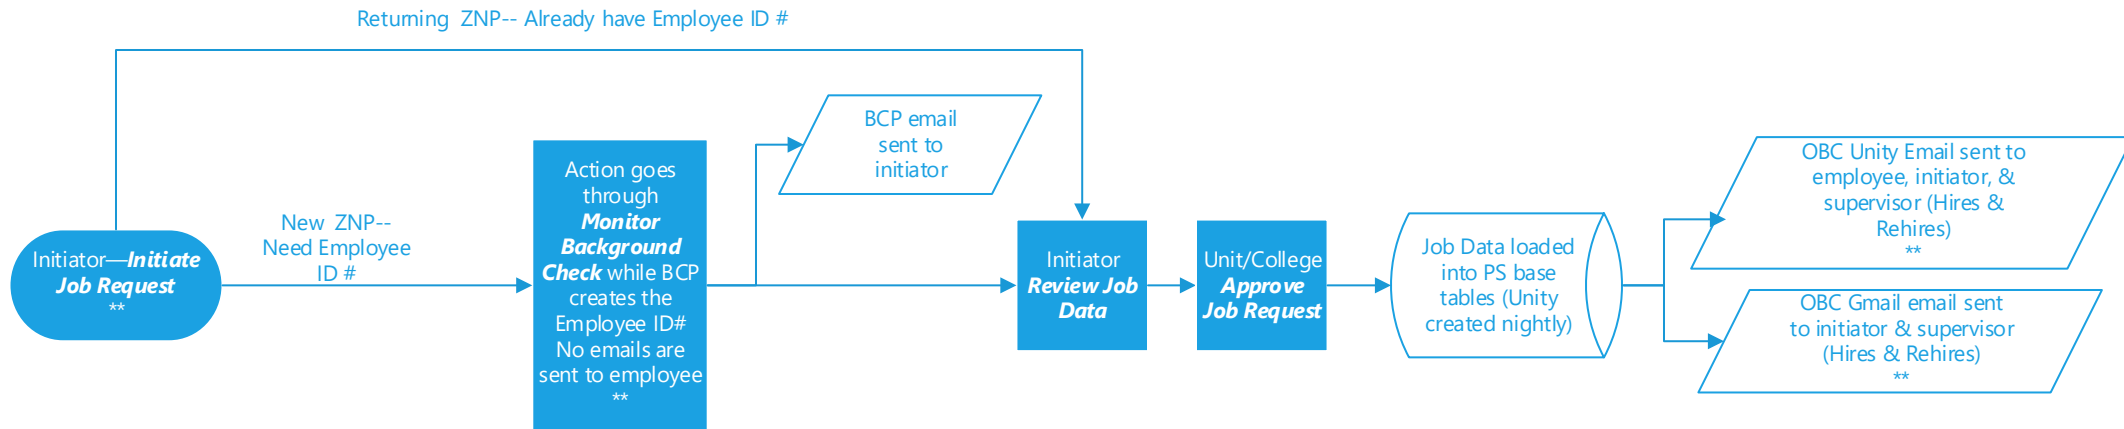 Returning ZNP-- Already have Employee ID #
Initiator—Initiate
Job Request
**
New ZNP--
Need Employee
ID #
Action goes
through
Monitor
Background
Check while BCP
creates the
Employee ID#
No emails are
sent to employee
**
BCP email
sent to
initiator
Initiator
Review Job
Data
Unit/College
Approve
Job Request
Job Data loaded
into PS base
tables (Unity
created nightly)
OBC Unity Email sent to
employee, initiator, &
supervisor (Hires &
Rehires)
**
OBC Gmail email sent
to initiator & supervisor
(Hires & Rehires)
**